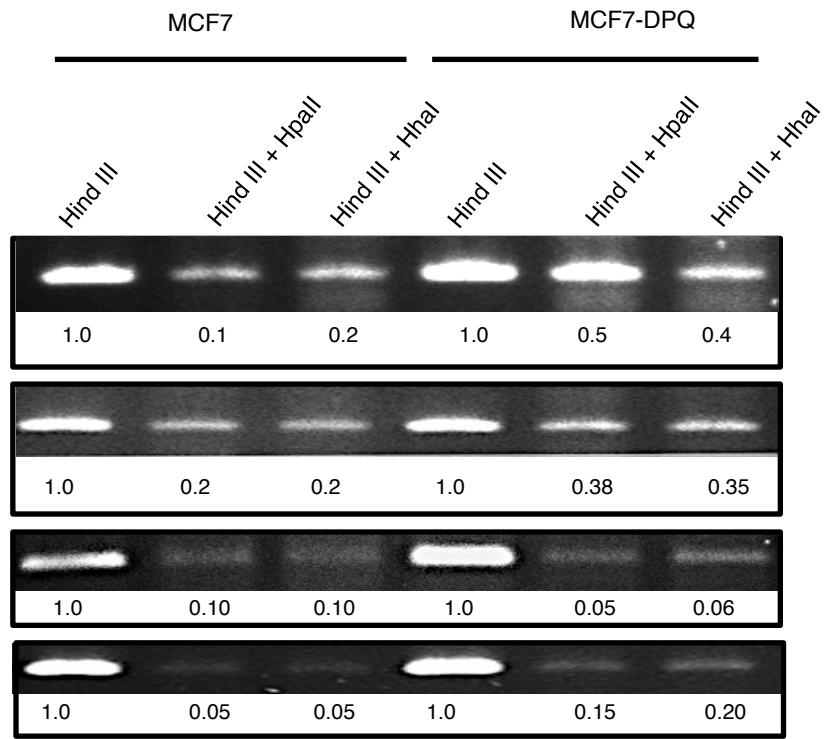 MCF7 MCF7-DPQ
Hind III Hind III + HpaII Hind III + HhaI Hind III Hind III + HpaII Hind III + HhaI
1.0 0.1 0.2 1.0 0.5 0.4
1.0 0.2 0.2 1.0 0.38 0.35
1.0 0.10 0.10 1.0 0.05 0.06
1.0 0.05 0.05 1.0 0.15 0.20